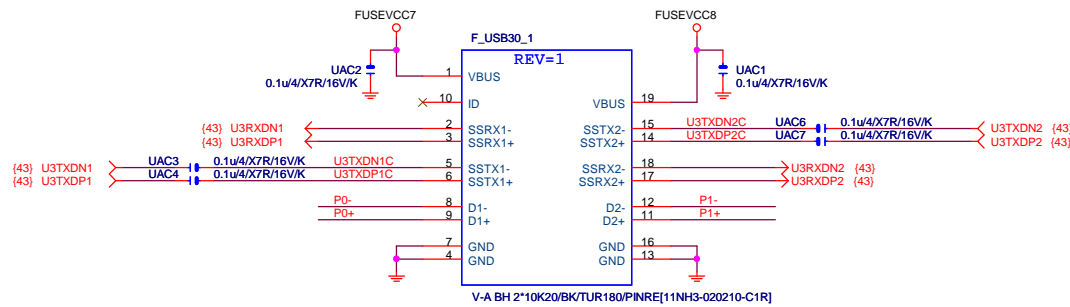 FUSEVCC7 FUSEVCC8
F_USB30_1
REV=1
UAC2 UAC1
0.1u/4/X7R/16V/K 0.1u/4/X7R/16V/K
1 VBUS
10 ID VBUS 19
{43} U3RXDN1 2 SSRX1- SSTX2- 15 U3TXDN2C UAC6 0.1u/4/X7R/16V/K U3TXDN2 {43}
{43} U3RXDP1 3 SSRX1+ SSTX2+ 14 U3TXDP2C UAC7 0.1u/4/X7R/16V/K U3TXDP2 {43}
{43} U3TXDN1 UAC3 0.1u/4/X7R/16V/K U3TXDN1C 5 SSTX1- SSRX2- 18 U3RXDN2 {43}
{43} U3TXDP1 UAC4 0.1u/4/X7R/16V/K U3TXDP1C 6 SSTX1+ SSRX2+ 17 U3RXDP2 {43}
P0- 8 D1- D2- 12 P1-
P0+ 9 D1+ D2+ 11 P1+
7 GND GND 16
4 GND GND 13
V-A BH 2*10K20/BK/TUR180/PINRE[11NH3-020210-C1R]